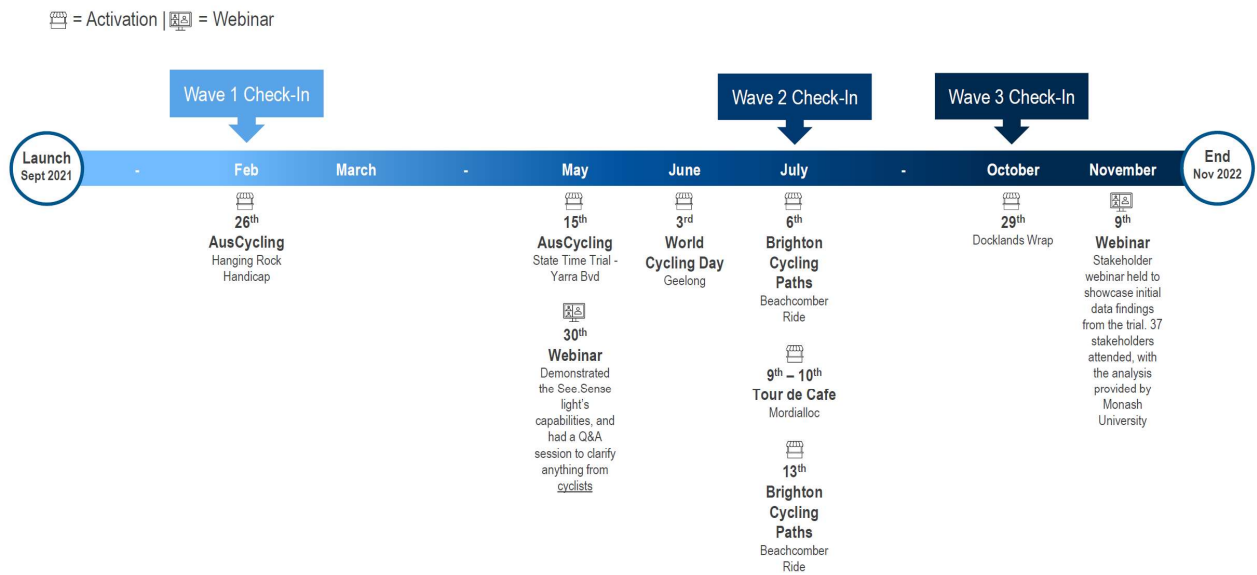 = Activation | = Webinar
Wave 1 Check-In
Wave 2 Check-In
Wave 3 Check-In
Launch
Sept 2021
-
Feb
March
-
May
June
July
-
October
November
End
Nov 2022
26th
AusCycling
Hanging Rock
Handicap
15th
AusCycling
State Time Trial -
Yarra Bvd
30th
Webinar
Demonstrated
the See.Sense
light's
capabilities, and
had a Q&A
session to clarify
anything from
cyclists
3rd
World
Cycling Day
Geelong
6th
Brighton
Cycling
Paths
Beachcomber
Ride
9th – 10th
Tour de Cafe
Mordialloc
13th
Brighton
Cycling
Paths
Beachcomber
Ride
29th
Docklands Wrap
9th
Webinar
Stakeholder
webinar held to
showcase initial
data findings
from the trial. 37
stakeholders
attended, with
the analysis
provided by
Monash
University